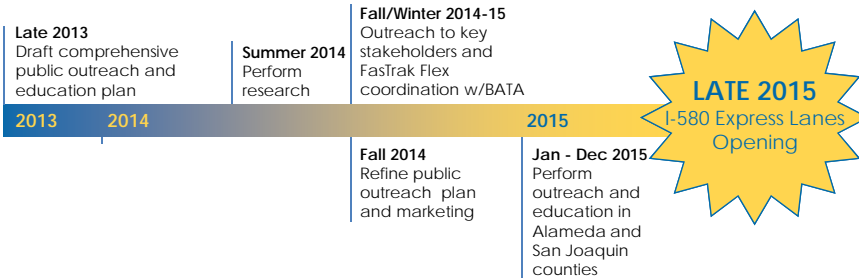 Late 2013
Draft comprehensive
public outreach and
education plan
Summer 2014
Perform
research
Fall/Winter 2014-15
Outreach to key
stakeholders and
FasTrak Flex
coordination w/BATA
2013
2014
2015
LATE 2015
I-580 Express Lanes
Opening
Fall 2014
Refine public
outreach plan
and marketing
Jan - Dec 2015
Perform
outreach and
education in
Alameda and
San Joaquin
counties